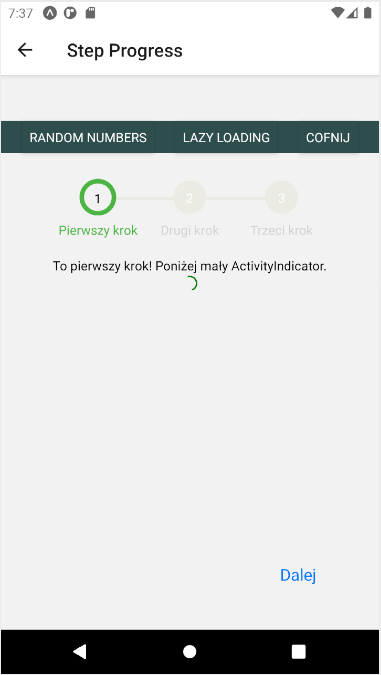 7:37
Step Progress
RANDOM NUMBERS LAZY LOADING COFNIJ
1 2 3
Pierwszy krok Drugi krok Trzeci krok
To pierwszy krok! Poniżej mały ActivityIndicator.
Dalej